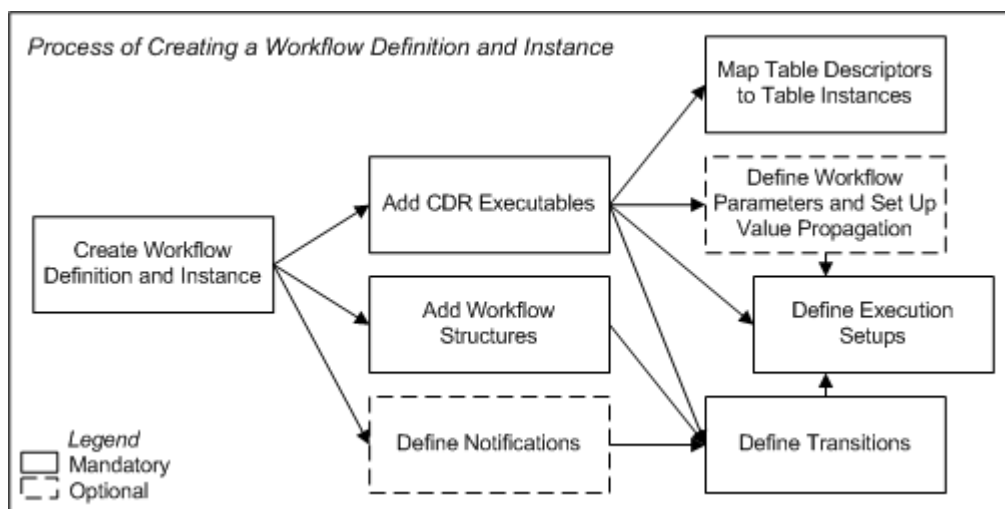 Process of Creating a Workflow Definition and Instance
Map Table Descriptors
to Table Instances
Add CDR Executables
Define Workflow
Parameters and Set Up
Value Propagation
Create Workflow
Definition and Instance
Add Workflow
Structures
Define Execution
Setups
Define Notifications
Define Transitions
Legend
Mandatory
Optional